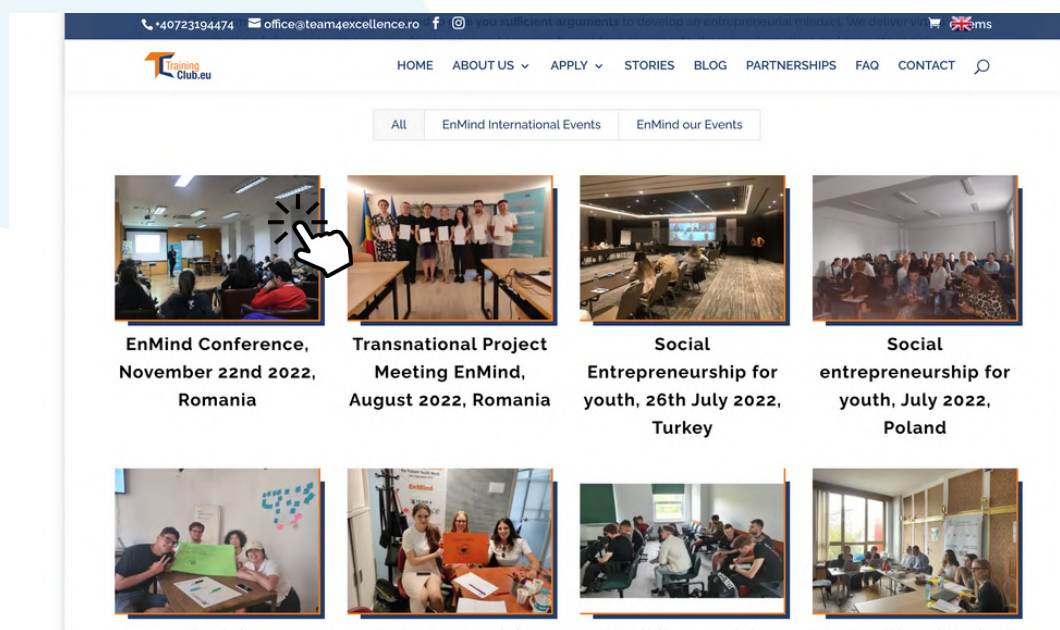 +40723194474 office@team4excellence.ro
you sufficient arguments to develop an entrepreneurial mindset. We deliver
Training
Club.eu
HOME ABOUT US APPLY STORIES BLOG PARTNERSHIPS FAQ CONTACT
All EnMind International Events EnMind our Events
EnMind Conference,
November 22nd 2022,
Romania
Transnational Project
Meeting EnMind,
August 2022, Romania
Social
Entrepreneurship for
youth, 26th July 2022,
Turkey
Social
entrepreneurship for
youth, July 2022,
Poland
EnMind